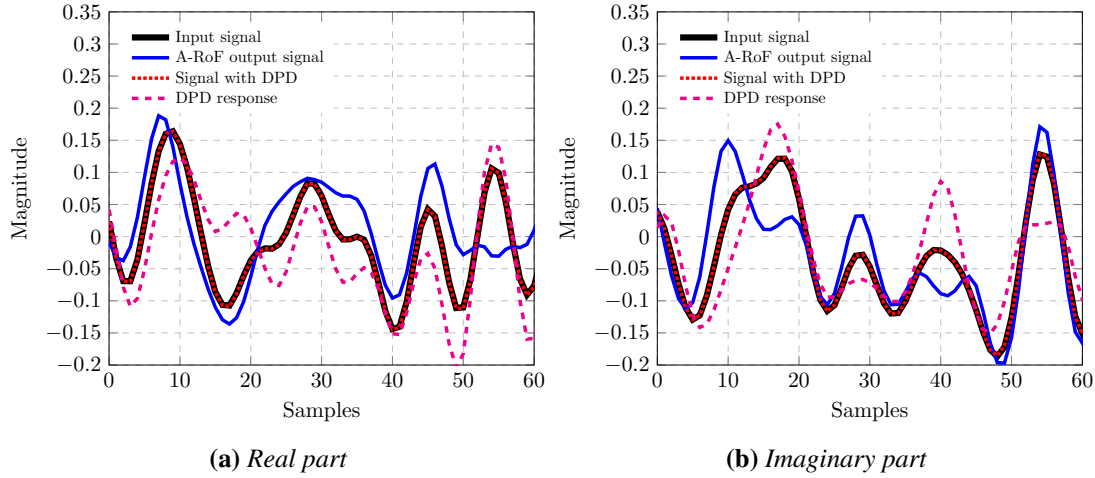 0.35
0.3
0.25
0.2
0.15
0.1
0.05
0
−0.05
−0.1
−0.15
−0.2
Magnitude
Input signal
A-RoF output signal
Signal with DPD
DPD response
0 10 20 30 40 50 60
Samples
(a) Real part
0.35
0.3
0.25
0.2
0.15
0.1
0.05
0
−0.05
−0.1
−0.15
−0.2
Magnitude
Input signal
A-RoF output signal
Signal with DPD
DPD response
0 10 20 30 40 50 60
Samples
(b) Imaginary part